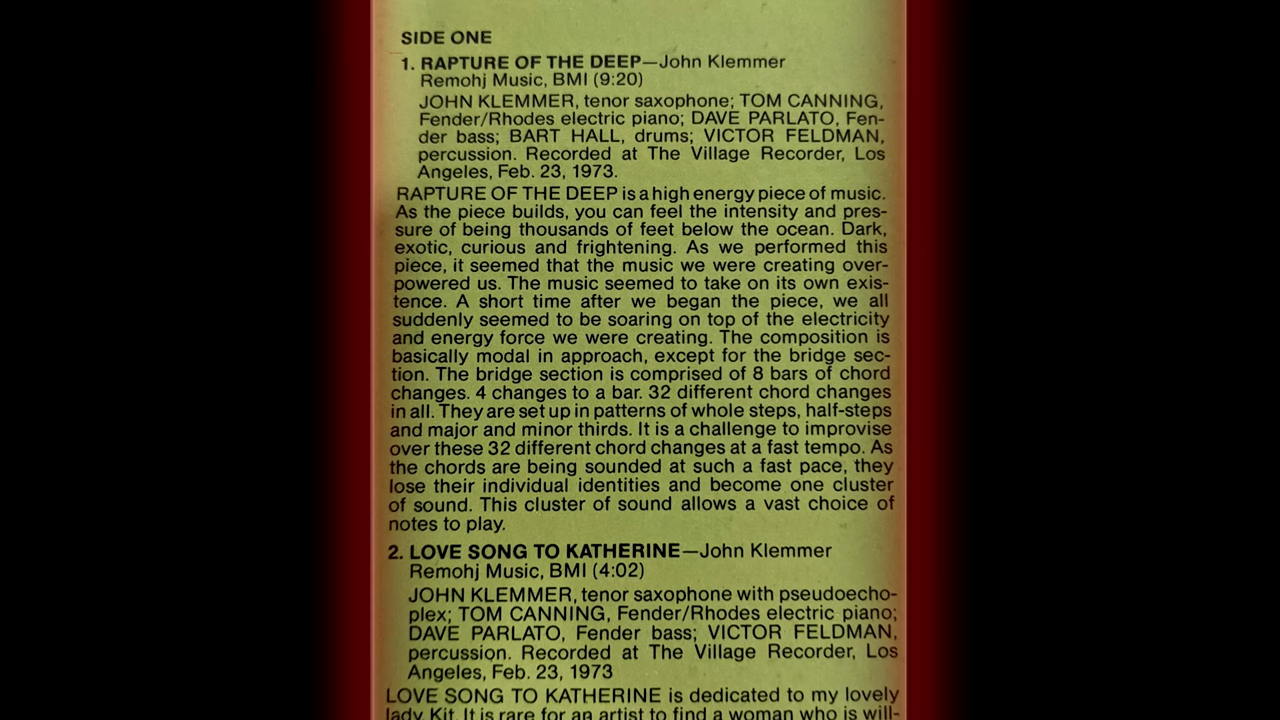 SIDE ONE
1. RAPTURE OF THE DEEP—John Klemmer
Remohj Music, BMI (9:20)
JOHN KLEMMER, tenor saxophone; TOM CANNING,
Fender/Rhodes electric piano; DAVE PARLATO, Fen-
der bass; BART HALL, drums; VICTOR FELDMAN,
percussion. Recorded at The Village Recorder, Los
Angeles, Feb. 23, 1973.
RAPTURE OF THE DEEP is a high energy piece of music.
As the piece builds, you can feel the intensity and pres-
sure of being thousands of feet below the ocean. Dark,
exotic, curious and frightening. As we performed this
piece, it seemed that the music we were creating over-
powered us. The music seemed to take on its own exis-
tence. A short time after we began the piece, we all
suddenly seemed to be soaring on top of the electricity
and energy force we were creating. The composition is
basically modal in approach, except for the bridge sec-
tion. The bridge section is comprised of 8 bars of chord
changes. 4 changes to a bar. 32 different chord changes
in all. They are set up in patterns of whole steps, half-steps
and major and minor thirds. It is a challenge to improvise
over these 32 different chord changes at a fast tempo. As
the chords are being sounded at such a fast pace, they
lose their individual identities and become one cluster
of sound. This cluster of sound allows a vast choice of
notes to play.
2. LOVE SONG TO KATHERINE—John Klemmer
Remohj Music, BMI (4:02)
JOHN KLEMMER, tenor saxophone with pseudoecho-
plex; TOM CANNING, Fender/Rhodes electric piano;
DAVE PARLATO, Fender bass; VICTOR FELDMAN,
percussion. Recorded at The Village Recorder, Los
Angeles, Feb. 23, 1973
LOVE SONG TO KATHERINE is dedicated to my lovely
lady, Kit. It is rare for an artist to find a woman who is will-